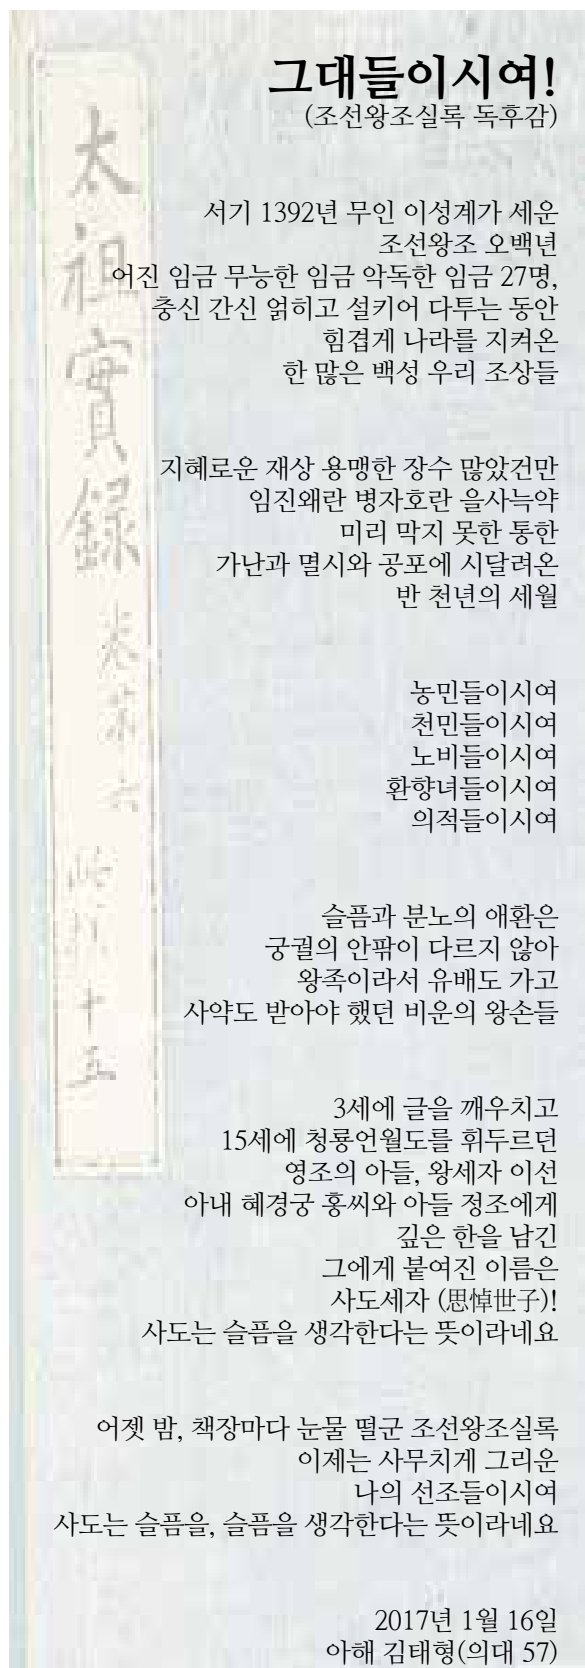 그대들이시여!
(조선왕조실록 독후감)
서기 1392년 무인 이성계가 세운
조선왕조 오백년
어진 임금 무능한 임금 악독한 임금 27명,
충신 간신 얽히고 설키어 다투는 동안
힘겹게 나라를 지켜온
한 많은 백성 우리 조상들
지혜로운 재상 용맹한 장수 많았건만
임진왜란 병자호란 을사늑약
미리 막지 못한 통한
가난과 멸시와 공포에 시달려온
반 천년의 세월
농민들이시여
천민들이시여
노비들이시여
환향녀들이시여
의적들이시여
슬픔과 분노의 애환은
궁궐의 안팎이 다르지 않아
왕족이라서 유배도 가고
사약도 받아야 했던 비운의 왕손들
3세에 글을 깨우치고
15세에 청룡언월도를 휘두르던
영조의 아들, 왕세자 이선
아내 혜경궁 홍씨와 아들 정조에게
깊은 한을 남긴
그에게 붙여진 이름은
사도세자 (思悼世子)!
사도는 슬픔을 생각한다는 뜻이라네요
어젯 밤, 책장마다 눈물 떨군 조선왕조실록
이제는 사무치게 그리운
나의 선조들이시여
사도는 슬픔을, 슬픔을 생각한다는 뜻이라네요
2017년 1월 16일
아해 김태형(의대 57)
太祖實録 卷第六 十五